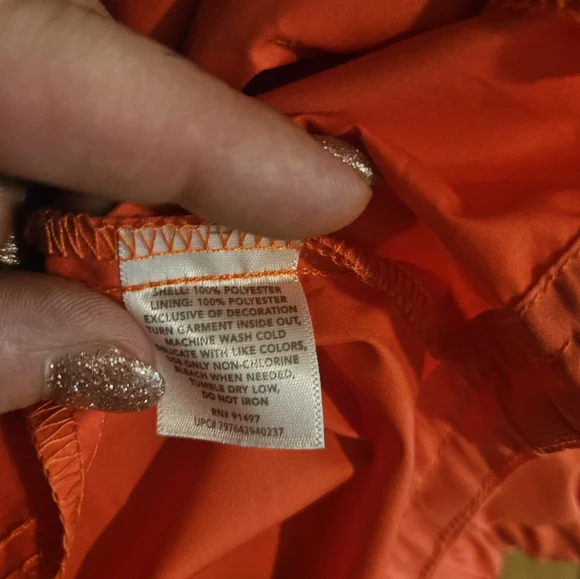 SHELL: 100% POLYESTER
LINING: 100% POLYESTER
EXCLUSIVE OF DECORATION
TURN GARMENT INSIDE OUT,
MACHINE WASH COLD
DELICATE WITH LIKE COLORS,
USE ONLY NON-CHLORINE
BLEACH WHEN NEEDED,
TUMBLE DRY LOW,
DO NOT IRON
RN# 91497
UPC# 797642940237